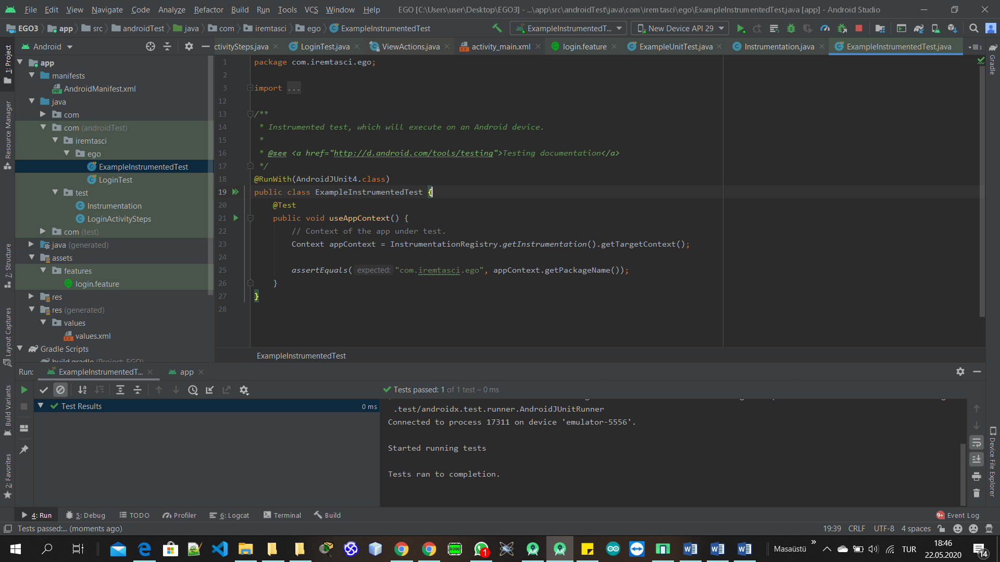 File Edit View Navigate Code Analyze Refactor Build Run Tools VCS Window Help EGO [C:\Users\user\Desktop\EGO3] - ...\app\src\androidTest\java\com\iremtasci\ego\ExampleInstrumentedTest.java [app] - Android Studio
EGO3 app src androidTest java com iremtasci ego ExampleInstrumentedTest ExampleInstrumentedT... New Device API 29
Android
ctivitySteps.java LoginTest.java ViewActions.java activity_main.xml login.feature ExampleUnitTest.java Instrumentation.java ExampleInstrumentedTest.java
1: Project
Resource Manager
7: Structure
Layout Captures
Build Variants
2: Favorites
app
manifests
AndroidManifest.xml
java
com
com (androidTest)
iremtasci
ego
ExampleInstrumentedTest
LoginTest
test
Instrumentation
LoginActivitySteps
com (test)
java (generated)
assets
features
login.feature
res
res (generated)
values
values.xml
Gradle Scripts
build.gradle (Project: EGO)
1 package com.iremtasci.ego;
2
3 import ...
12
13 /**
14 * Instrumented test, which will execute on an Android device.
15 *
16 * @see <a href="http://d.android.com/tools/testing">Testing documentation</a>
17 */
18 @RunWith(AndroidJUnit4.class)
19 public class ExampleInstrumentedTest {
20 @Test
21 public void useAppContext() {
22 // Context of the app under test.
23 Context appContext = InstrumentationRegistry.getInstrumentation().getTargetContext();
24
25 assertEquals( expected: "com.iremtasci.ego", appContext.getPackageName());
26 }
27 }
28
ExampleInstrumentedTest
Gradle
Device File Explorer
Run: ExampleInstrumentedT... app
Tests passed: 1 of 1 test – 0 ms
Test Results 0 ms
.test/androidx.test.runner.AndroidJUnitRunner
Connected to process 17311 on device 'emulator-5556'.
Started running tests
Tests ran to completion.
4: Run 5: Debug TODO Profiler 6: Logcat Terminal Build 9+ Event Log
Tests passed:... (moments ago) 19:39 CRLF UTF-8 4 spaces
1 Masaüstü TUR 18:46
22.05.2020 14